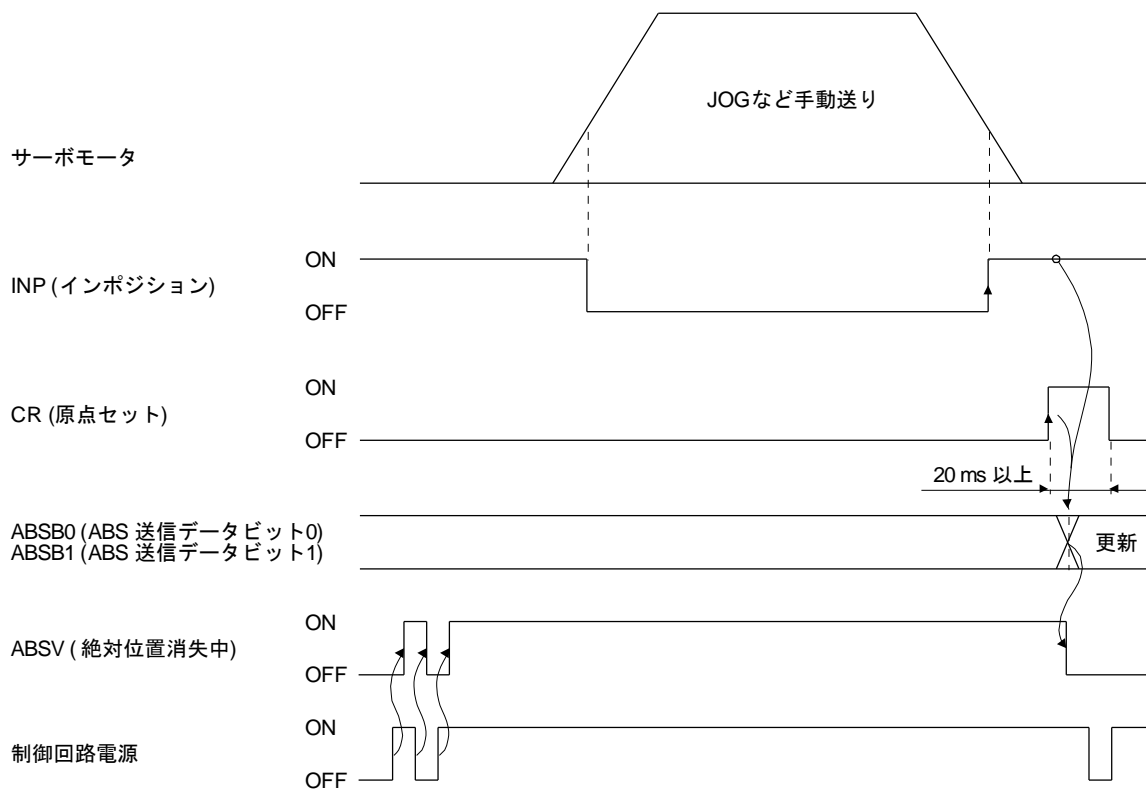 JOGなど手動送り
サーボモータ
ON
INP (インポジション)
OFF
ON
CR (原点セット)
OFF
20 ms 以上
ABSB0 (ABS 送信データビット0)
ABSB1 (ABS 送信データビット1)
更新
ON
ABSV ( 絶対位置消失中)
OFF
ON
制御回路電源
OFF